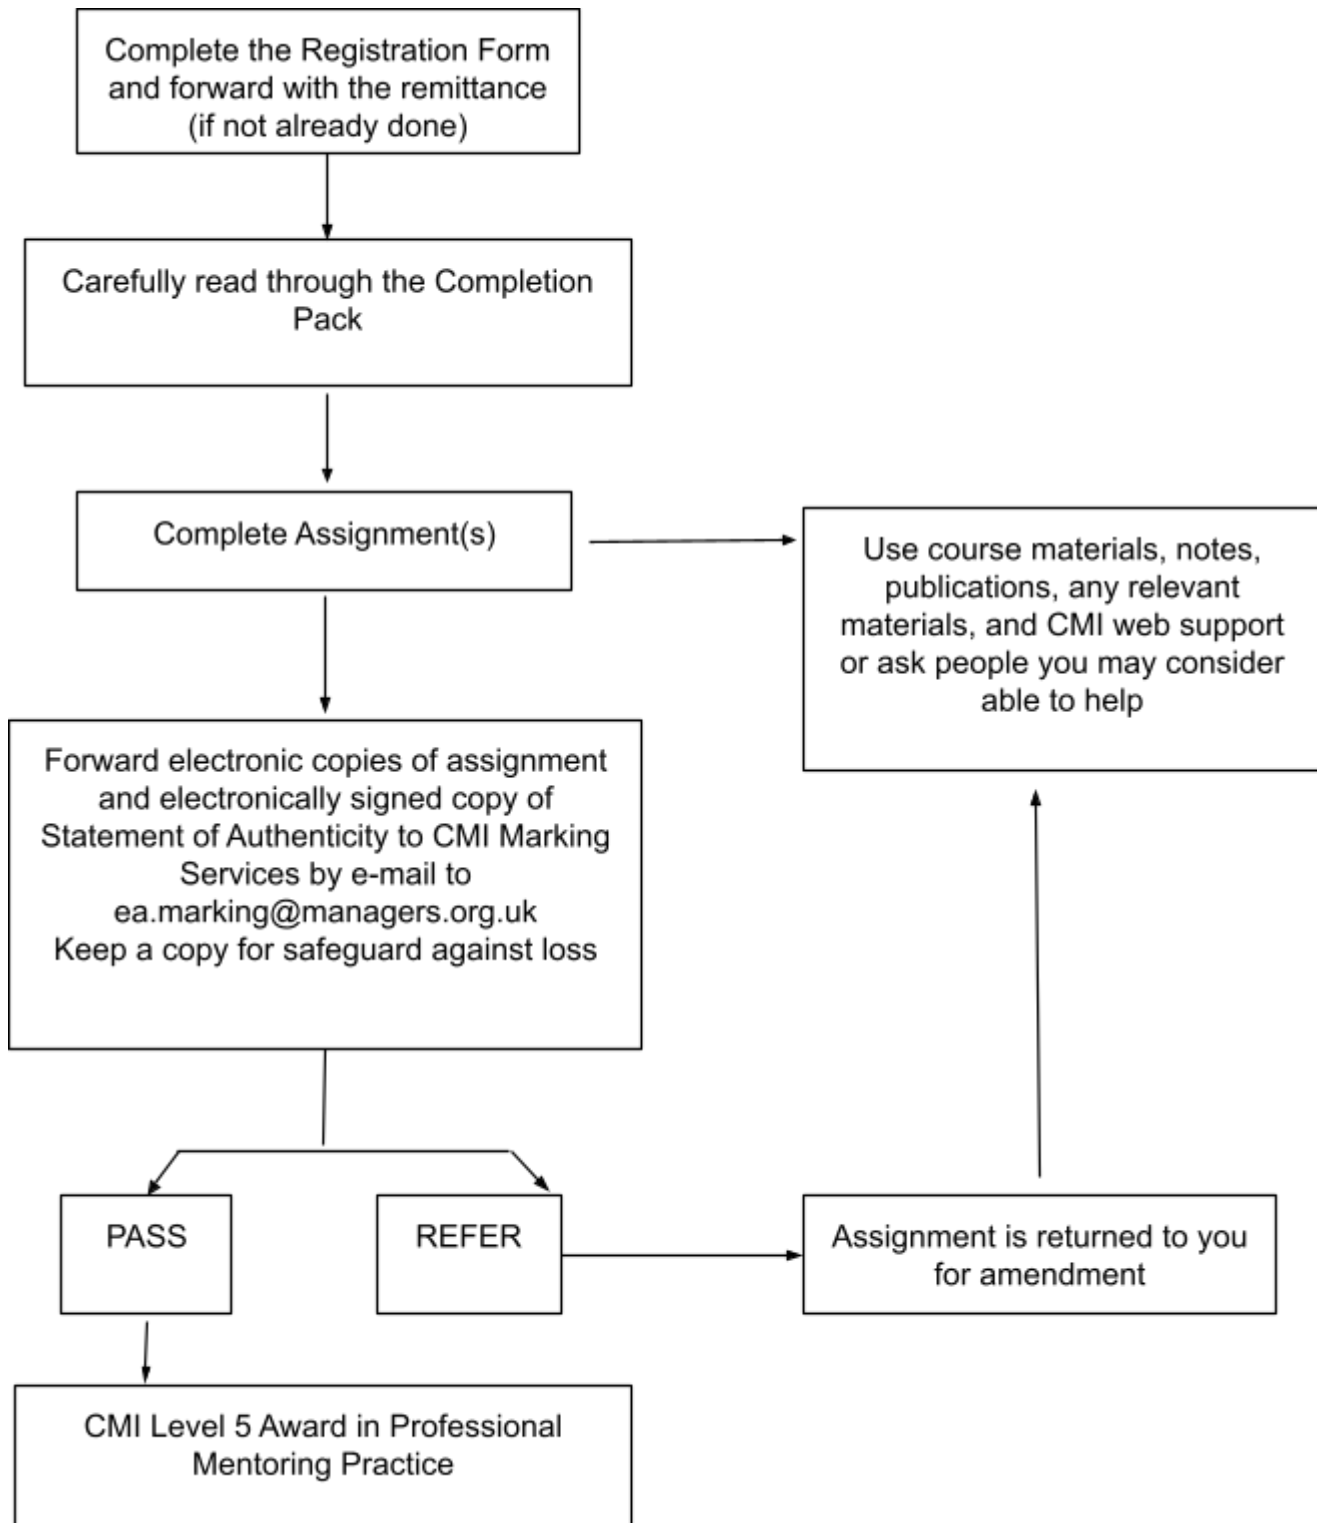 Complete the Registration Form
and forward with the remittance
(if not already done)
Carefully read through the Completion
Pack
Complete Assignment(s)
Use course materials, notes,
publications, any relevant
materials, and CMI web support
or ask people you may consider
able to help
Forward electronic copies of assignment
and electronically signed copy of
Statement of Authenticity to CMI Marking
Services by e-mail to
ea.marking@managers.org.uk
Keep a copy for safeguard against loss
PASS
REFER
Assignment is returned to you
for amendment
CMI Level 5 Award in Professional
Mentoring Practice